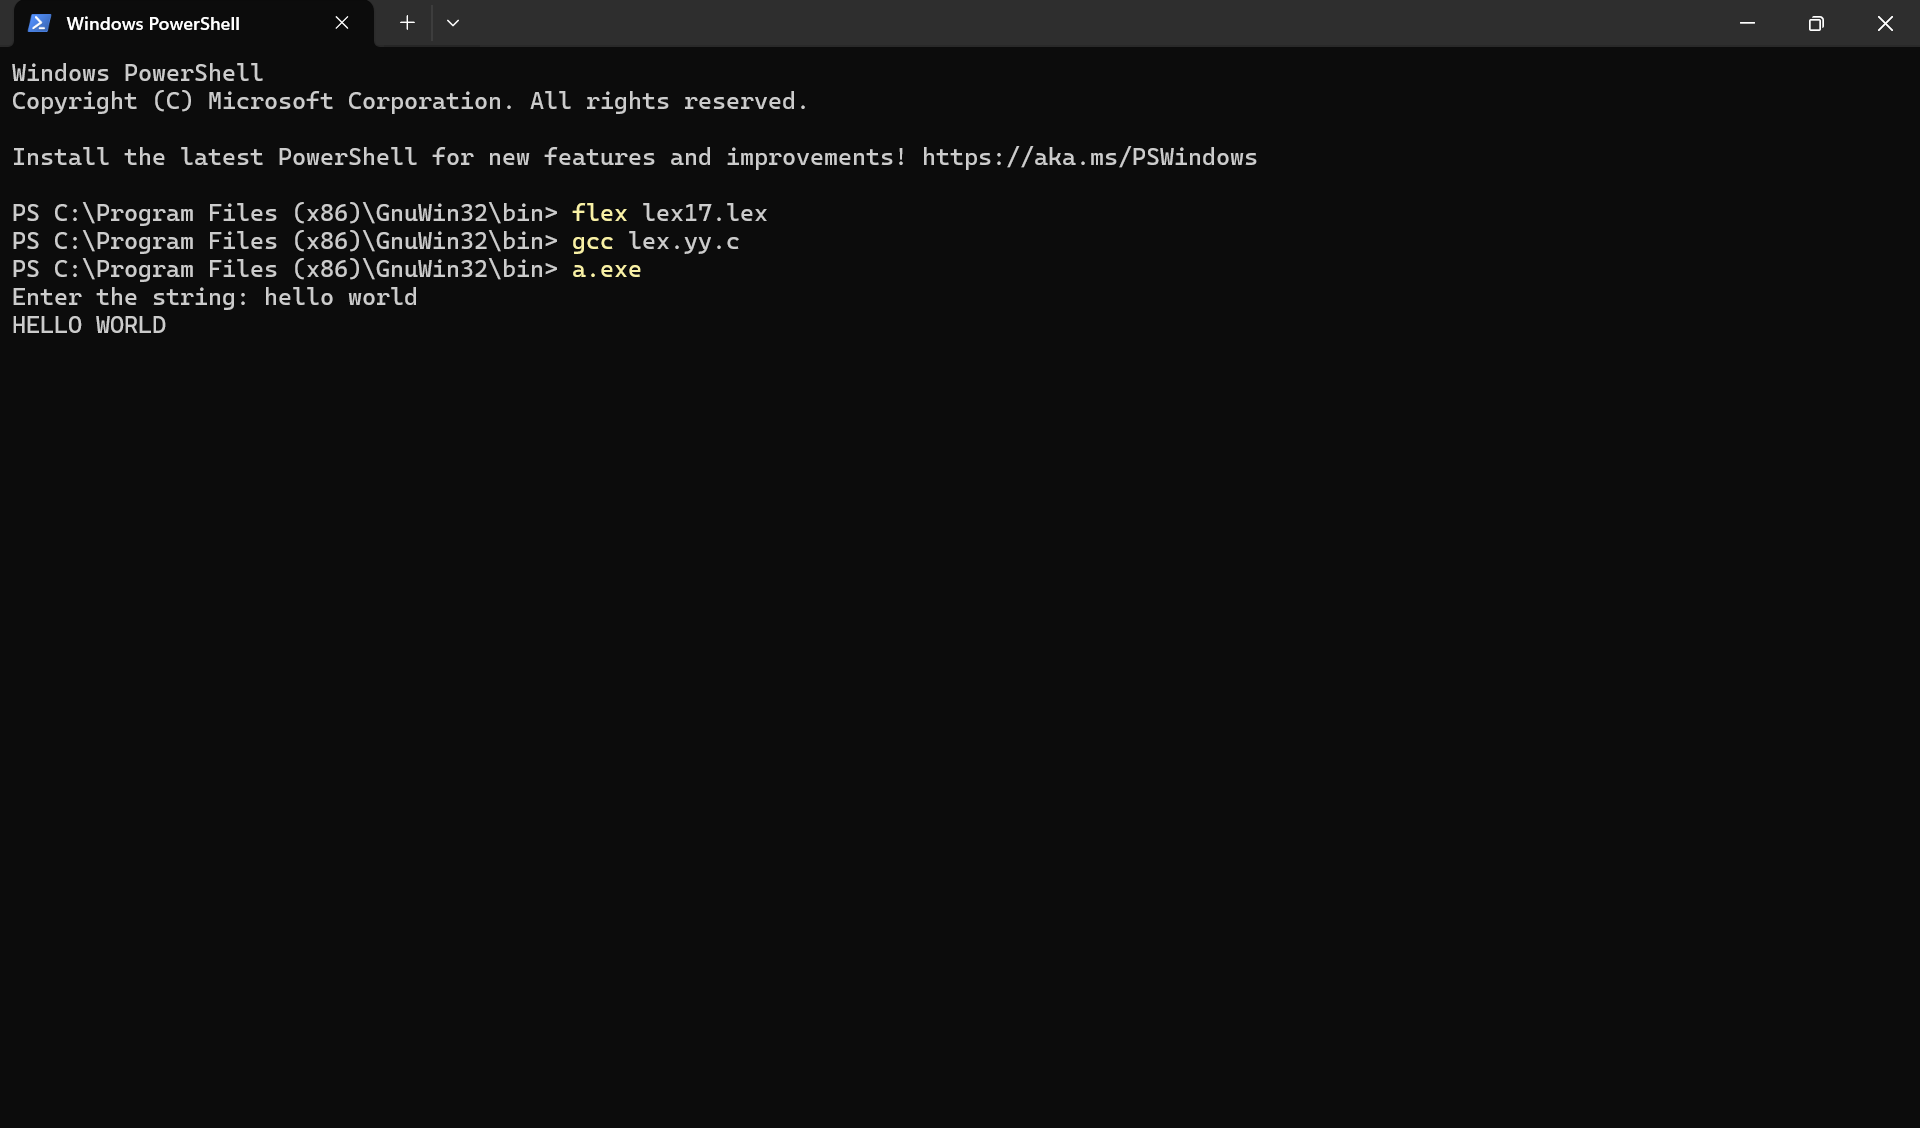 Windows PowerShell
Windows PowerShell
Copyright (C) Microsoft Corporation. All rights reserved.
Install the latest PowerShell for new features and improvements! https://aka.ms/PSWindows
PS C:\Program Files (x86)\GnuWin32\bin> flex lex17.lex
PS C:\Program Files (x86)\GnuWin32\bin> gcc lex.yy.c
PS C:\Program Files (x86)\GnuWin32\bin> a.exe
Enter the string: hello world
HELLO WORLD